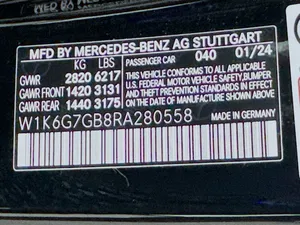 MFD BY MERCEDES-BENZ AG STUTTGART
PASSENGER CAR 040 01/24
KG LBS
GVWR 2820 6217
GAWR FRONT 1420 3131
GAWR REAR 1440 3175
THIS VEHICLE CONFORMS TO ALL APPLICABLE
U.S. FEDERAL MOTOR VEHICLE SAFETY, BUMPER
AND THEFT PREVENTION STANDARDS IN EFFECT
ON THE DATE OF MANUFACTURE SHOWN ABOVE
W1K6G7GB8RA280558
MADE IN GERMANY